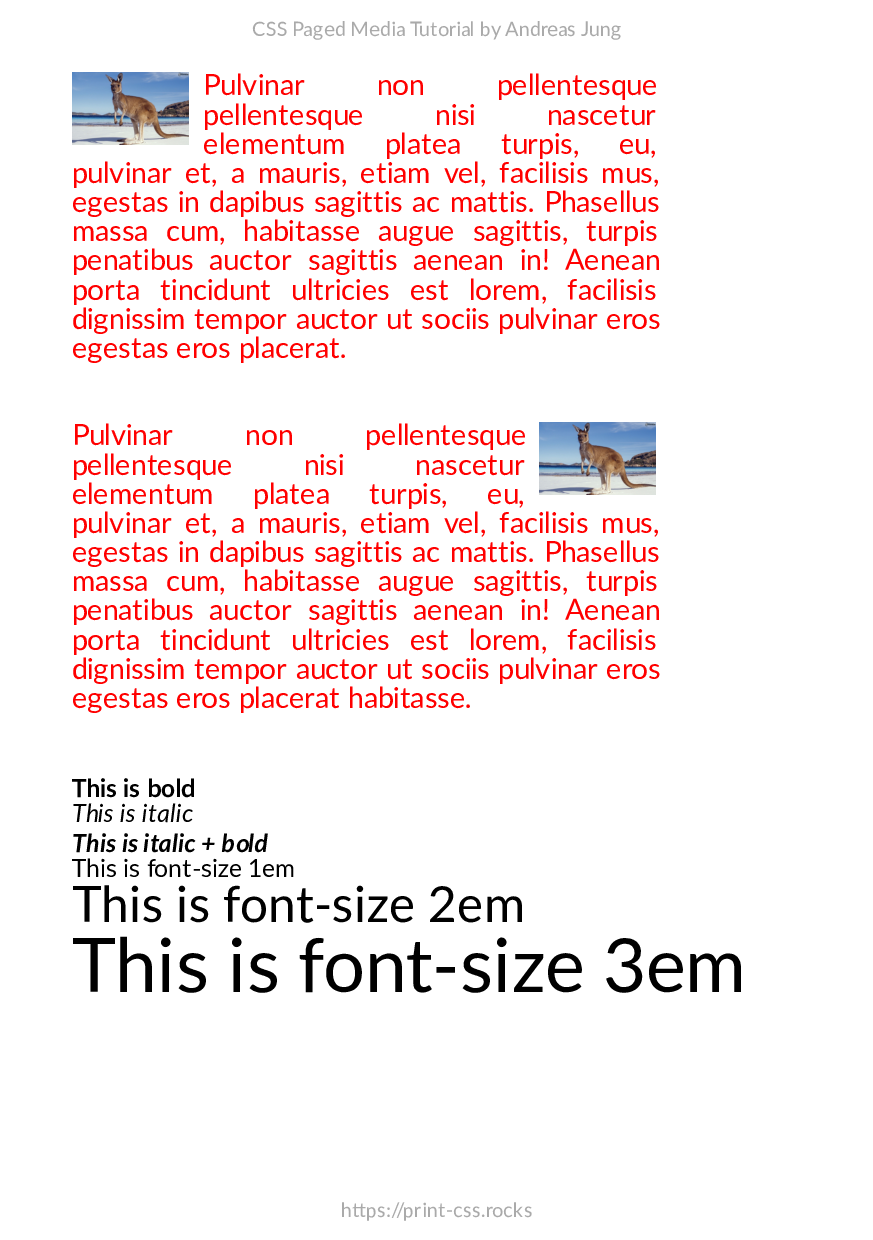 CSS Paged Media Tutorial by Andreas Jung
Pulvinar non pellentesque
pellentesque nisi nascetur
elementum platea turpis, eu,
pulvinar et, a mauris, etiam vel, facilisis mus,
egestas in dapibus sagittis ac mattis. Phasellus
massa cum, habitasse augue sagittis, turpis
penatibus auctor sagittis aenean in! Aenean
porta tincidunt ultricies est lorem, facilisis
dignissim tempor auctor ut sociis pulvinar eros
egestas eros placerat.
Pulvinar non pellentesque
pellentesque nisi nascetur
elementum platea turpis, eu,
pulvinar et, a mauris, etiam vel, facilisis mus,
egestas in dapibus sagittis ac mattis. Phasellus
massa cum, habitasse augue sagittis, turpis
penatibus auctor sagittis aenean in! Aenean
porta tincidunt ultricies est lorem, facilisis
dignissim tempor auctor ut sociis pulvinar eros
egestas eros placerat habitasse.
This is bold
This is italic
This is italic + bold
This is font-size 1em
This is font-size 2em
This is font-size 3em
https://print-css.rocks